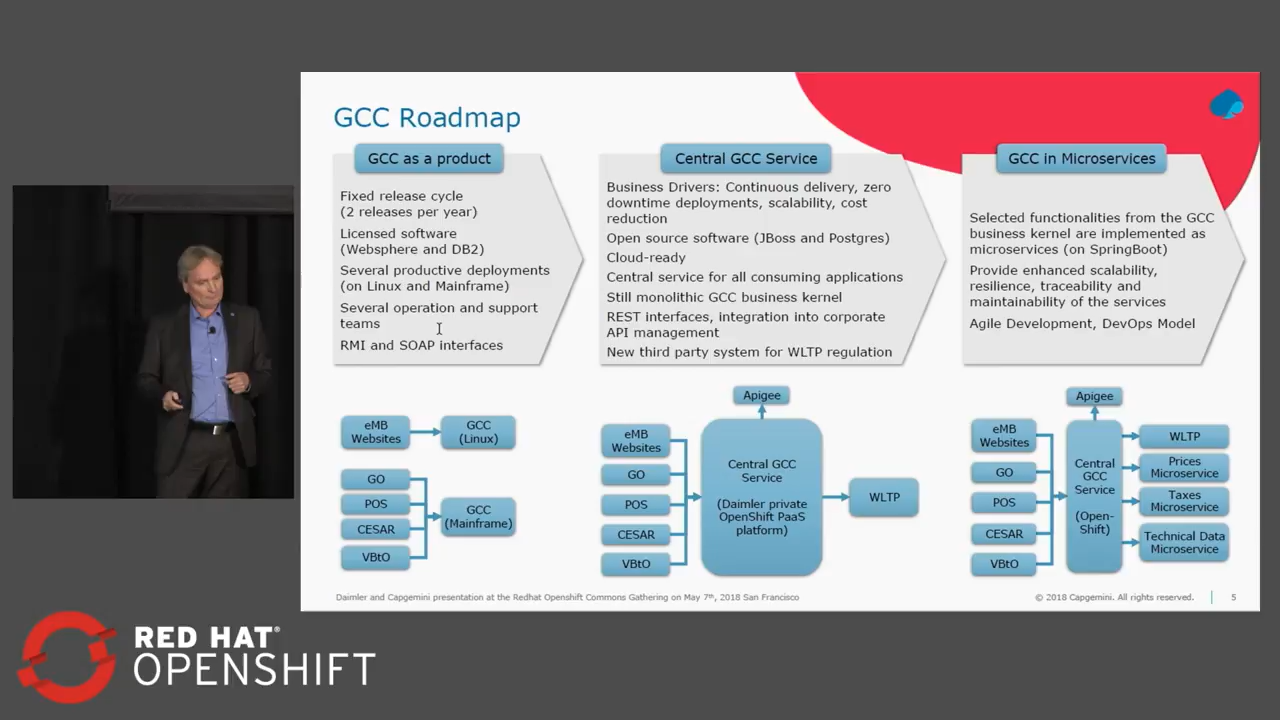 GCC Roadmap
GCC as a product
Fixed release cycle
(2 releases per year)
Licensed software
(Websphere and DB2)
Several productive deployments
(on Linux and Mainframe)
Several operation and support
teams
RMI and SOAP interfaces
Central GCC Service
Business Drivers: Continuous delivery, zero
downtime deployments, scalability, cost
reduction
Open source software (JBoss and Postgres)
Cloud-ready
Central service for all consuming applications
Still monolithic GCC business kernel
REST interfaces, integration into corporate
API management
New third party system for WLTP regulation
GCC in Microservices
Selected functionalities from the GCC
business kernel are implemented as
microservices (on SpringBoot)
Provide enhanced scalability,
resilience, traceability and
maintainability of the services
Agile Development, DevOps Model
eMB
Websites
GCC
(Linux)
GO
POS
CESAR
VBtO
GCC
(Mainframe)
Apigee
eMB
Websites
GO
POS
CESAR
VBtO
Central GCC
Service
(Daimler private
OpenShift PaaS
platform)
WLTP
Apigee
eMB
Websites
GO
POS
CESAR
VBtO
Central
GCC
Service
(Open-
Shift)
WLTP
Prices
Microservice
Taxes
Microservice
Technical Data
Microservice
Daimler and Capgemini presentation at the Redhat Openshift Commons Gathering on May 7th, 2018 San Francisco
© 2018 Capgemini. All rights reserved.
5
RED HAT®
OPENSHIFT